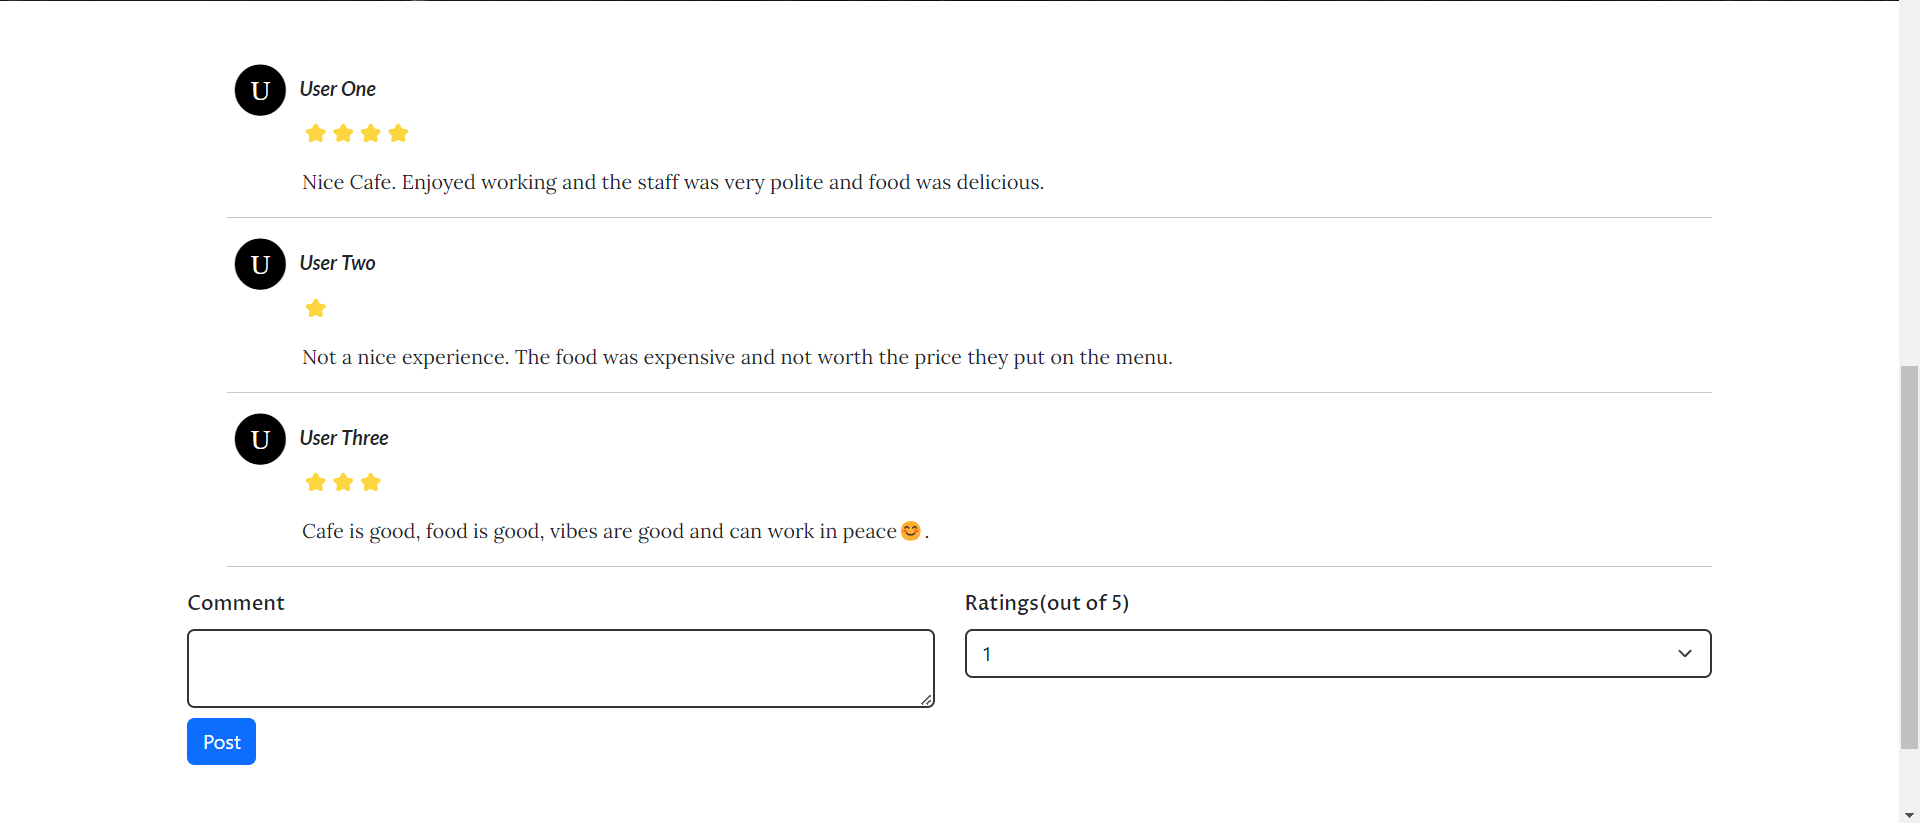 U User One
Nice Cafe. Enjoyed working and the staff was very polite and food was delicious.
U User Two
Not a nice experience. The food was expensive and not worth the price they put on the menu.
U User Three
Cafe is good, food is good, vibes are good and can work in peace😊.
Comment
Ratings(out of 5)
1
Post